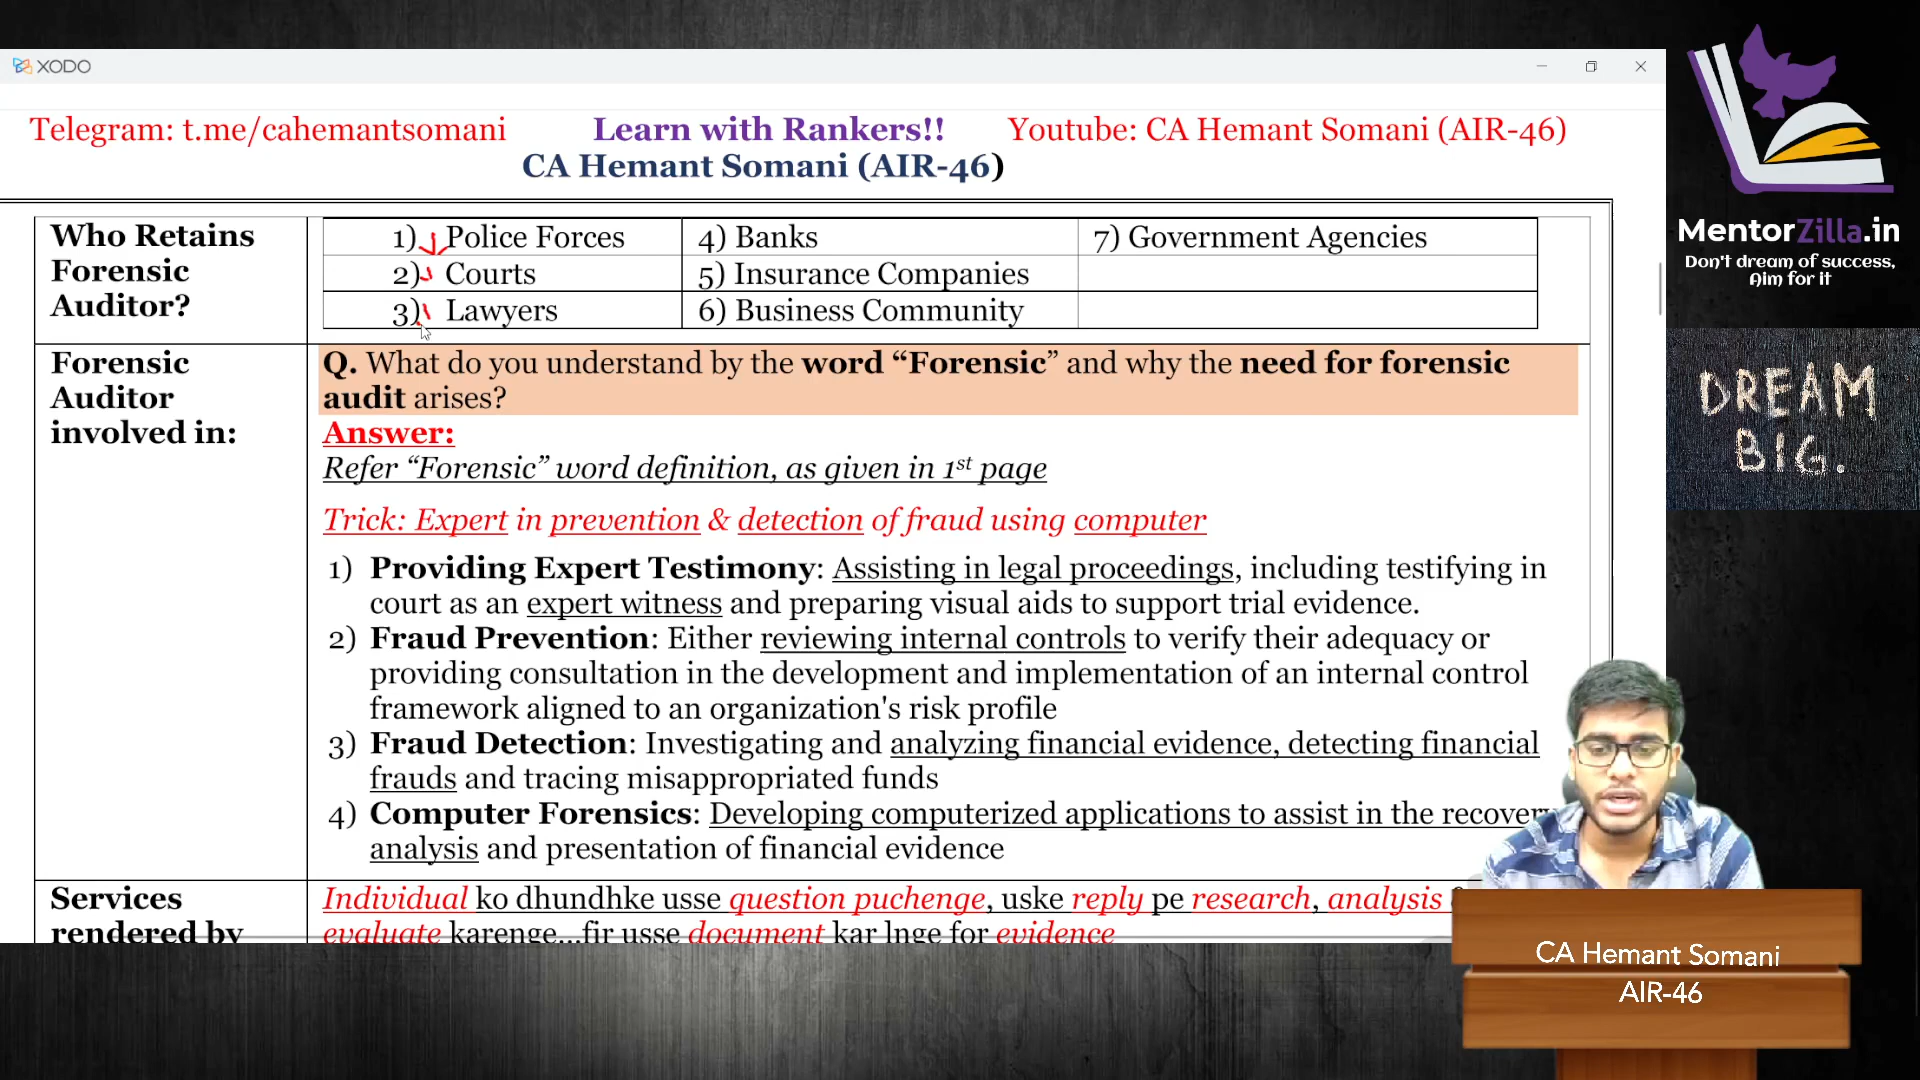 XODO
Telegram: t.me/cahemantsomani Learn with Rankers!! Youtube: CA Hemant Somani (AIR-46)
CA Hemant Somani (AIR-46)
MentorZilla.in
Don't dream of success,
Aim for it
Who Retains Forensic Auditor?
1) Police Forces 4) Banks 7) Government Agencies
2) Courts 5) Insurance Companies
3) Lawyers 6) Business Community
DREAM
BIG.
Forensic
Auditor
involved in:
Q. What do you understand by the word “Forensic” and why the need for forensic
audit arises?
Answer:
Refer “Forensic” word definition, as given in 1st page
Trick: Expert in prevention & detection of fraud using computer
1) Providing Expert Testimony: Assisting in legal proceedings, including testifying in
court as an expert witness and preparing visual aids to support trial evidence.
2) Fraud Prevention: Either reviewing internal controls to verify their adequacy or
providing consultation in the development and implementation of an internal control
framework aligned to an organization's risk profile
3) Fraud Detection: Investigating and analyzing financial evidence, detecting financial
frauds and tracing misappropriated funds
4) Computer Forensics: Developing computerized applications to assist in the recovery
analysis and presentation of financial evidence
Services
rendered by
Individual ko dhundhke usse question puchenge, uske reply pe research, analysis
evaluate karenge...fir usse document kar lnge for evidence
CA Hemant Somani
AIR-46